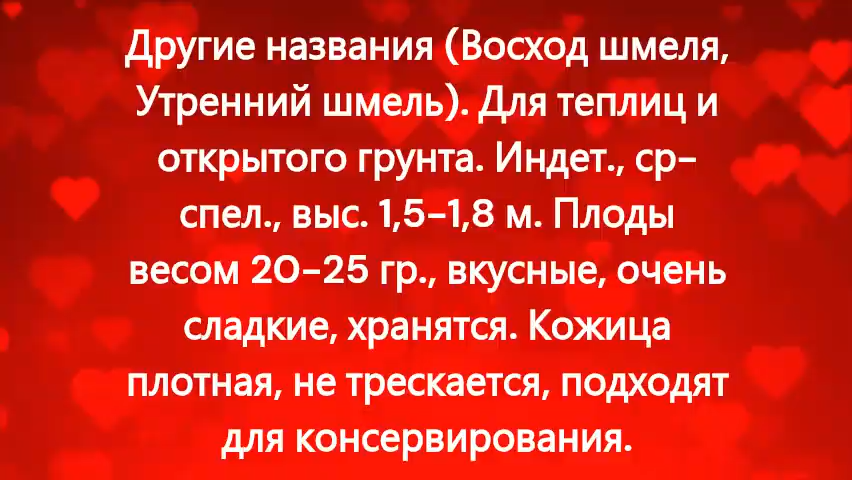 Другие названия (Восход шмеля,
Утренний шмель). Для теплиц и
открытого грунта. Индет., ср-
спел., выс. 1,5-1,8 м. Плоды
весом 20-25 гр., вкусные, очень
сладкие, хранятся. Кожица
плотная, не трескается, подходят
для консервирования.